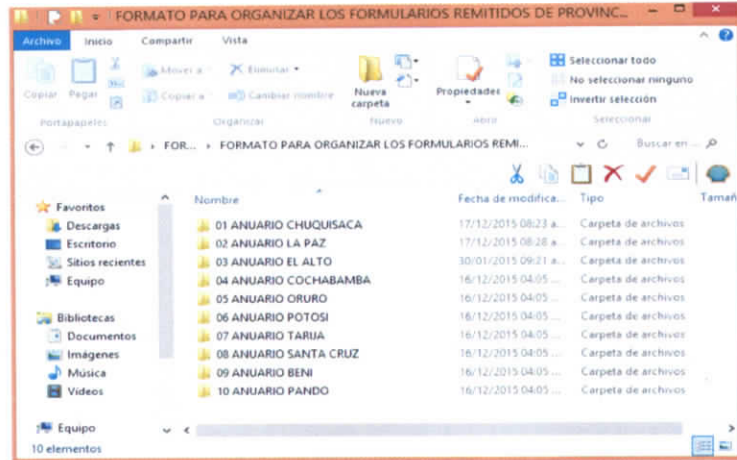 FORMATO PARA ORGANIZAR LOS FORMULARIOS REMITIDOS DE PROVINC...
Archivo Inicio Compartir Vista
Copiar Pegar Mover a Copiar a Eliminar Cambiar nombre Nueva carpeta Propiedades Seleccionar todo No seleccionar ninguno Invertir selección
Portapapeles Organizar Nuevo Abrir Seleccionar
FOR... FORMATO PARA ORGANIZAR LOS FORMULARIOS REMI... Buscar en ...
Nombre Fecha de modifica... Tipo Tamañ
Favoritos
Descargas
Escritorio
Sitios recientes
Equipo
Bibliotecas
Documentos
Imágenes
Música
Videos
Equipo
01 ANUARIO CHUQUISACA 17/12/2015 08:23 a... Carpeta de archivos
02 ANUARIO LA PAZ 17/12/2015 08:28 a... Carpeta de archivos
03 ANUARIO EL ALTO 30/01/2015 09:21 a... Carpeta de archivos
04 ANUARIO COCHABAMBA 16/12/2015 04:05 ... Carpeta de archivos
05 ANUARIO ORURO 16/12/2015 04:05 ... Carpeta de archivos
06 ANUARIO POTOSI 16/12/2015 04:05 ... Carpeta de archivos
07 ANUARIO TARIJA 16/12/2015 04:05 ... Carpeta de archivos
08 ANUARIO SANTA CRUZ 16/12/2015 04:05 ... Carpeta de archivos
09 ANUARIO BENI 16/12/2015 04:05 ... Carpeta de archivos
10 ANUARIO PANDO 16/12/2015 04:05 ... Carpeta de archivos
10 elementos